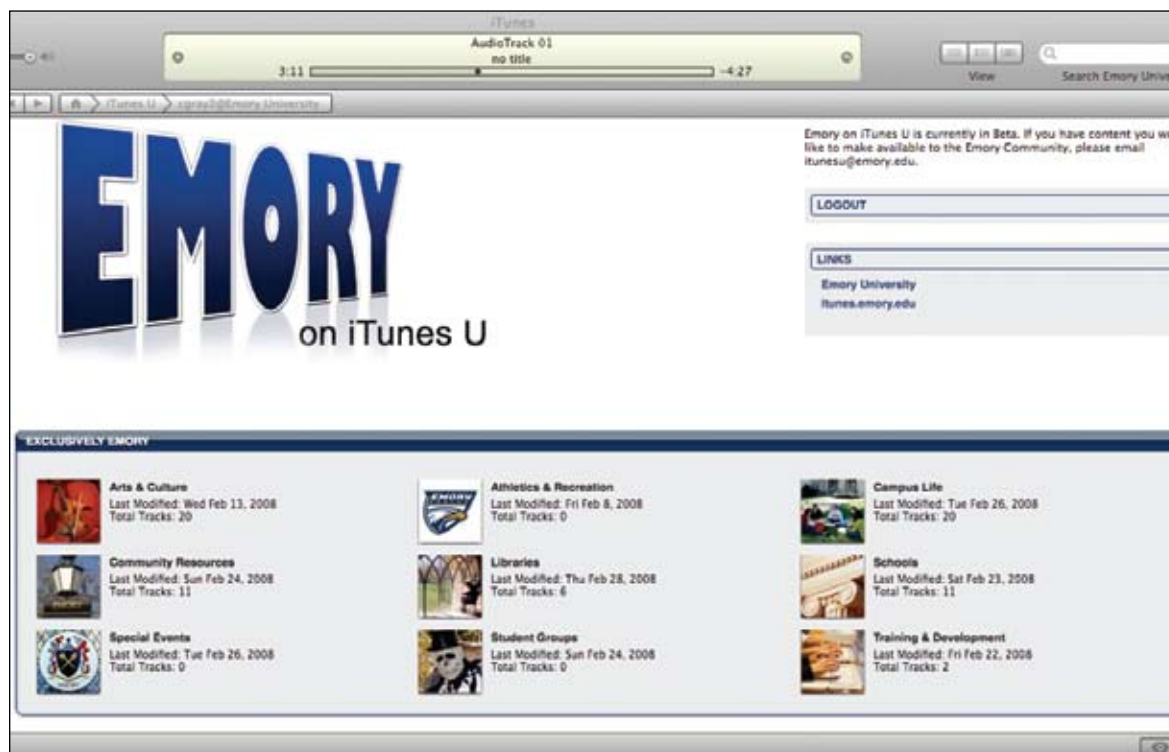 iTunes
AudioTrack 01
no title
3:11
-4:27
View
Search Emory
iTunes U
@Emory University
EMORY
on iTunes U
Emory on iTunes U is currently in Beta. If you have content you
like to make available to the Emory Community, please email
itunesu@emory.edu.
LOGOUT
LINKS
Emory University
itunes.emory.edu
EXCLUSIVELY EMORY
Arts & Culture
Last Modified: Wed Feb 13, 2008
Total Tracks: 20
EMORY
Athletics & Recreation
Last Modified: Fri Feb 8, 2008
Total Tracks: 0
Campus Life
Last Modified: Tue Feb 26, 2008
Total Tracks: 20
Community Resources
Last Modified: Sun Feb 24, 2008
Total Tracks: 11
Libraries
Last Modified: Thu Feb 28, 2008
Total Tracks: 6
Schools
Last Modified: Sat Feb 23, 2008
Total Tracks: 11
Special Events
Last Modified: Tue Feb 26, 2008
Total Tracks: 0
Student Groups
Last Modified: Sun Feb 24, 2008
Total Tracks: 0
Training & Development
Last Modified: Fri Feb 22, 2008
Total Tracks: 2